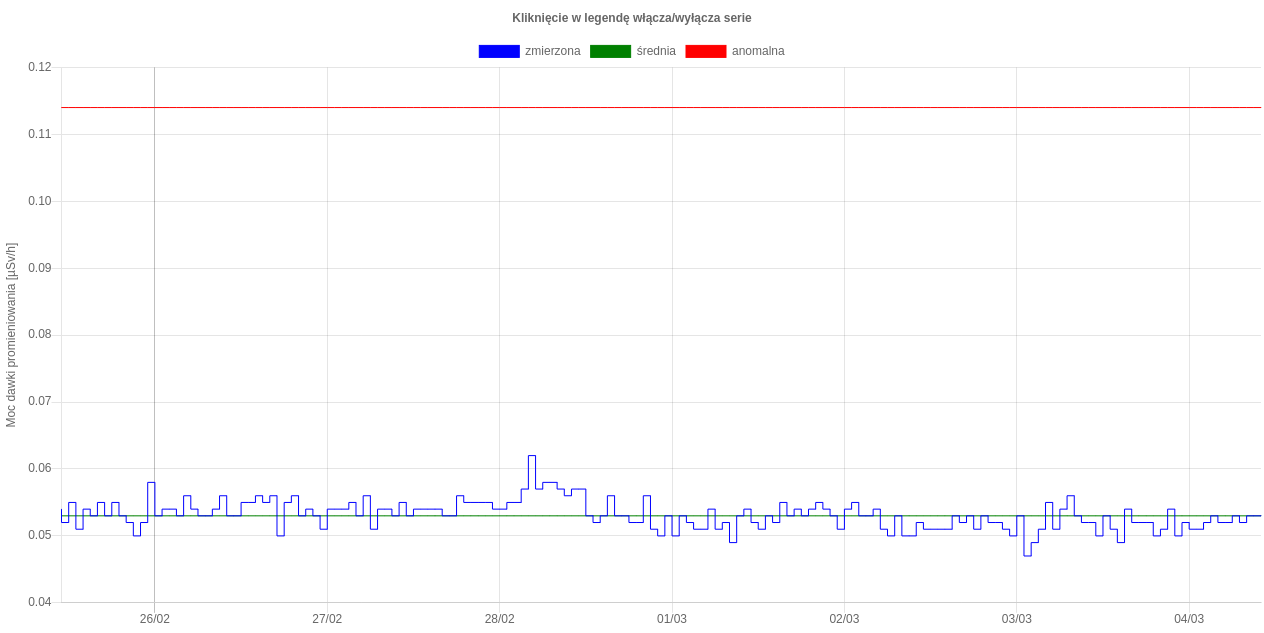 Kliknięcie w legendę włącza/wyłącza serie
zmierzona średnia anomalna
Moc dawki promieniowania [µSv/h]
0.12
0.11
0.10
0.09
0.08
0.07
0.06
0.05
0.04
26/02 27/02 28/02 01/03 02/03 03/03 04/03